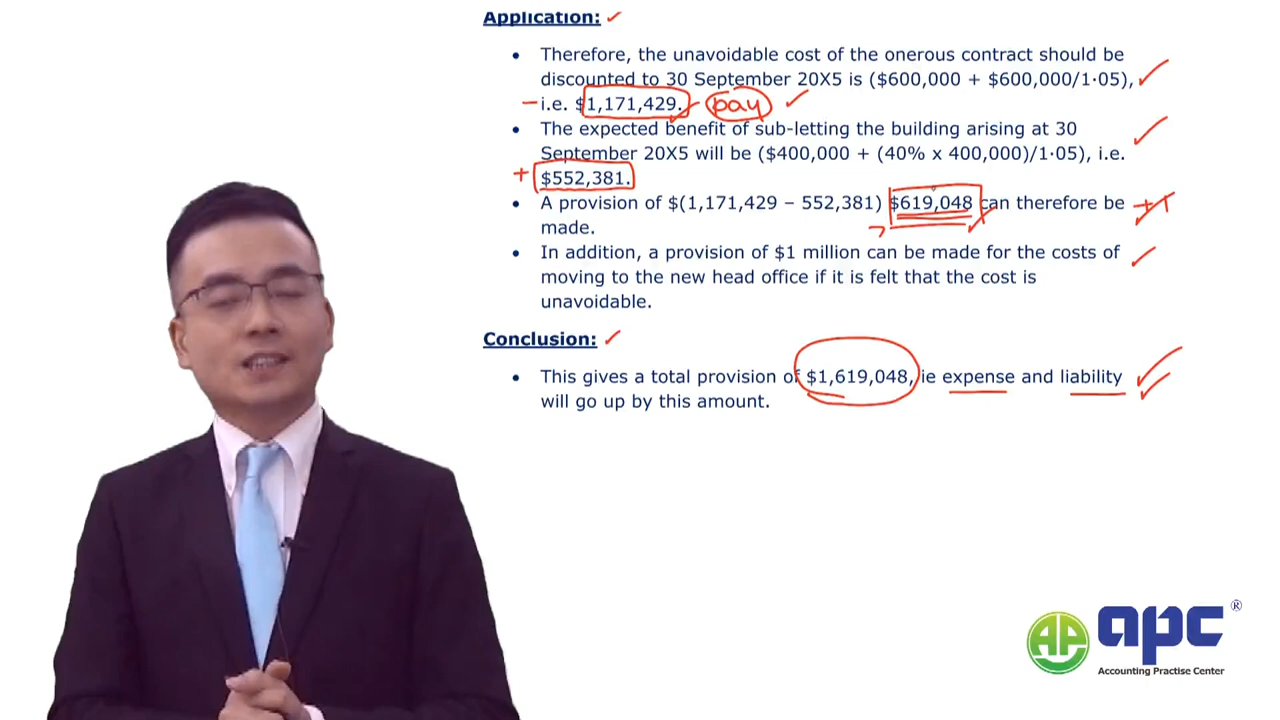 Application:
• Therefore, the unavoidable cost of the onerous contract should be
discounted to 30 September 20X5 is ($600,000 + $600,000/1·05),
– i.e. $1,171,429. pay
• The expected benefit of sub-letting the building arising at 30
September 20X5 will be ($400,000 + (40% x 400,000)/1·05), i.e.
+ $552,381.
• A provision of $(1,171,429 – 552,381) $619,048 can therefore be
made.
• In addition, a provision of $1 million can be made for the costs of
moving to the new head office if it is felt that the cost is
unavoidable.
Conclusion:
• This gives a total provision of $1,619,048, ie expense and liability
will go up by this amount.
AP apc ®
Accounting Practise Center